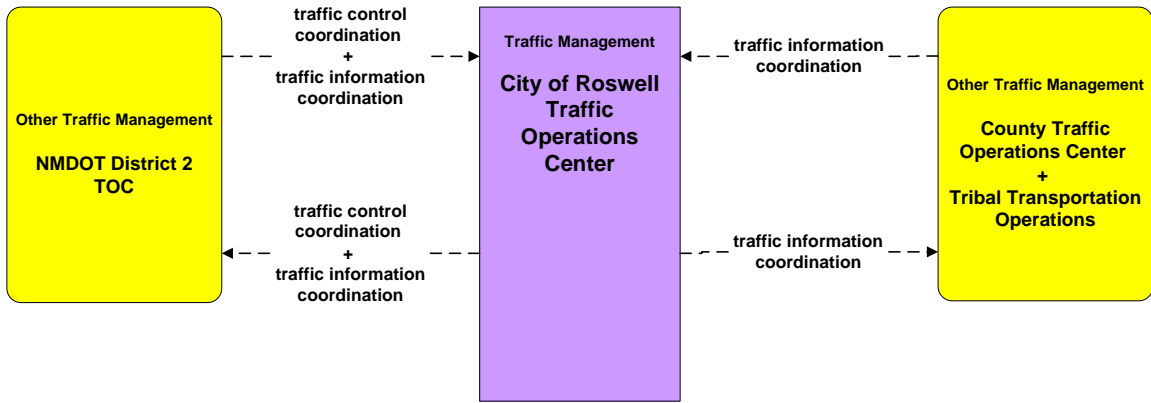 Other Traffic Management
NMDOT District 2
TOC
traffic control
coordination
+
traffic information
coordination
traffic control
coordination
+
traffic information
coordination
Traffic Management
City of Roswell
Traffic
Operations
Center
traffic information
coordination
traffic information
coordination
Other Traffic Management
County Traffic
Operations Center
+
Tribal Transportation
Operations